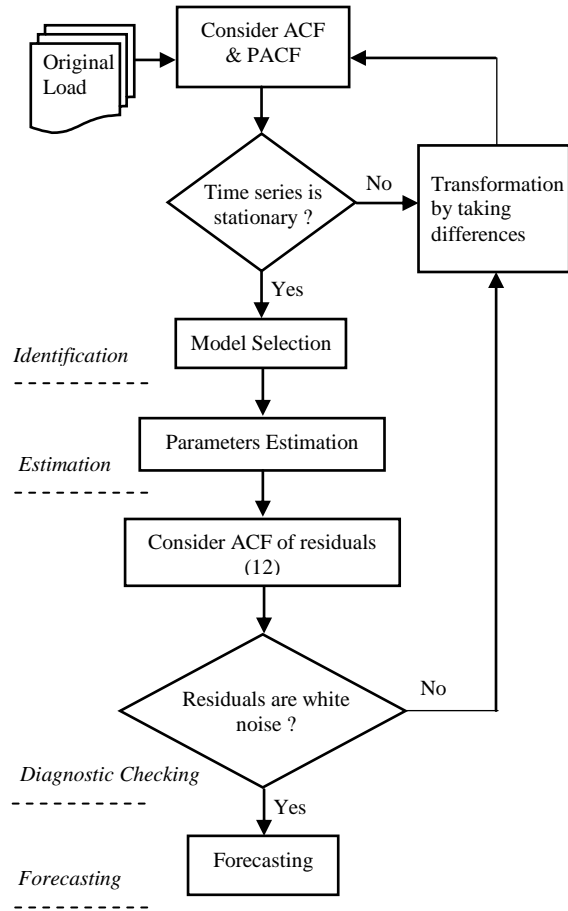 Consider ACF
& PACF
Original
Load
Time series is
stationary ?
No
Transformation
by taking
differences
Yes
Model Selection
Identification
Parameters Estimation
Estimation
Consider ACF of residuals
(12)
Residuals are white
noise ?
No
Diagnostic Checking
Yes
Forecasting
Forecasting